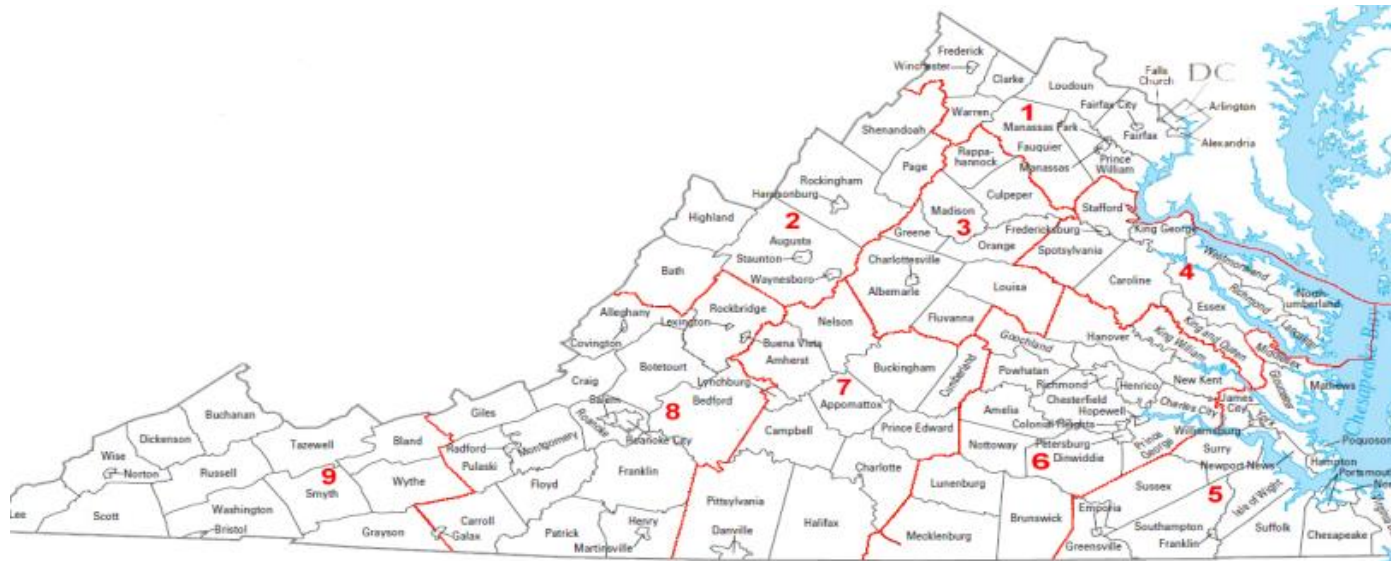 Frederick
Winchester
Clarke
Loudoun
Falls
Church
DC
Fairfax City
Arlington
Warren
1
Shenandoah
Manassas Park
Fairfax
Alexandria
Fauquier
Rappa-
hannock
Page
Manassas
Prince
William
Rockingham
Harrisonburg
Culpeper
Highland
Madison
Stafford
2
3
Greene
Fredericksburg
King George
Augusta
Orange
Spotsylvania
Staunton
Charlottesville
Westmoreland
Bath
Waynesboro
Caroline
4
Albemarle
Louisa
Richmond
North-
umberland
Rockbridge
Essex
Alleghany
Lexington
Nelson
Fluvanna
King and Queen
Lancaster
Goochland
Hanover
King William
Covington
Buena Vista
Middlesex
Amherst
Botetourt
Buckingham
Cumberland
Powhatan
New Kent
Gloucester
Mathews
Craig
Lynchburg
Richmond
Henrico
7
Salem
Bedford
Chesterfield
James
City
Buchanan
Giles
8
Appomattox
Amelia
Hopewell
Charles City
York
Roanoke
Colonial Heights
Dickenson
Tazewell
Bland
Radford
Montgomery
Roanoke City
Campbell
Prince Edward
Petersburg
Prince
George
Williamsburg
Poquoson
Wise
Nottoway
Dinwiddie
Surry
Norton
Russell
9
Pulaski
6
Newport News
Hampton
Smyth
Wythe
Franklin
Charlotte
Portsmouth
Floyd
Lunenburg
Sussex
5
Isle of Wight
Lee
Scott
Washington
Pittsylvania
Bristol
Grayson
Carroll
Galax
Patrick
Henry
Martinsville
Danville
Halifax
Mecklenburg
Brunswick
Emporia
Greensville
Southampton
Franklin
Suffolk
Chesapeake
Chesapeake Bay